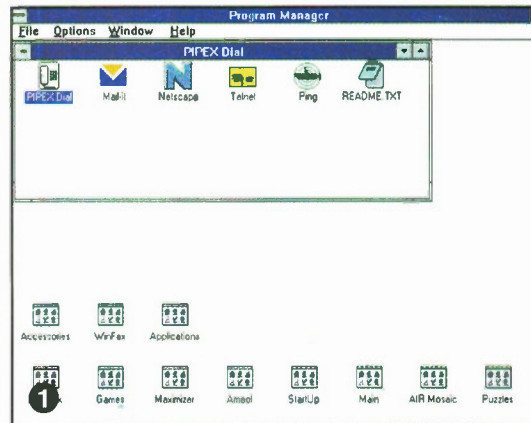 Program Manager
File Options Window Help
PIPEX Dial
PIPEX Dial Mail-it Netscape Telnet Ping README.TXT
Accessories WinFax Applications
1 Games Maximizer Ameol StartUp Main AIR Mosaic Puzzles